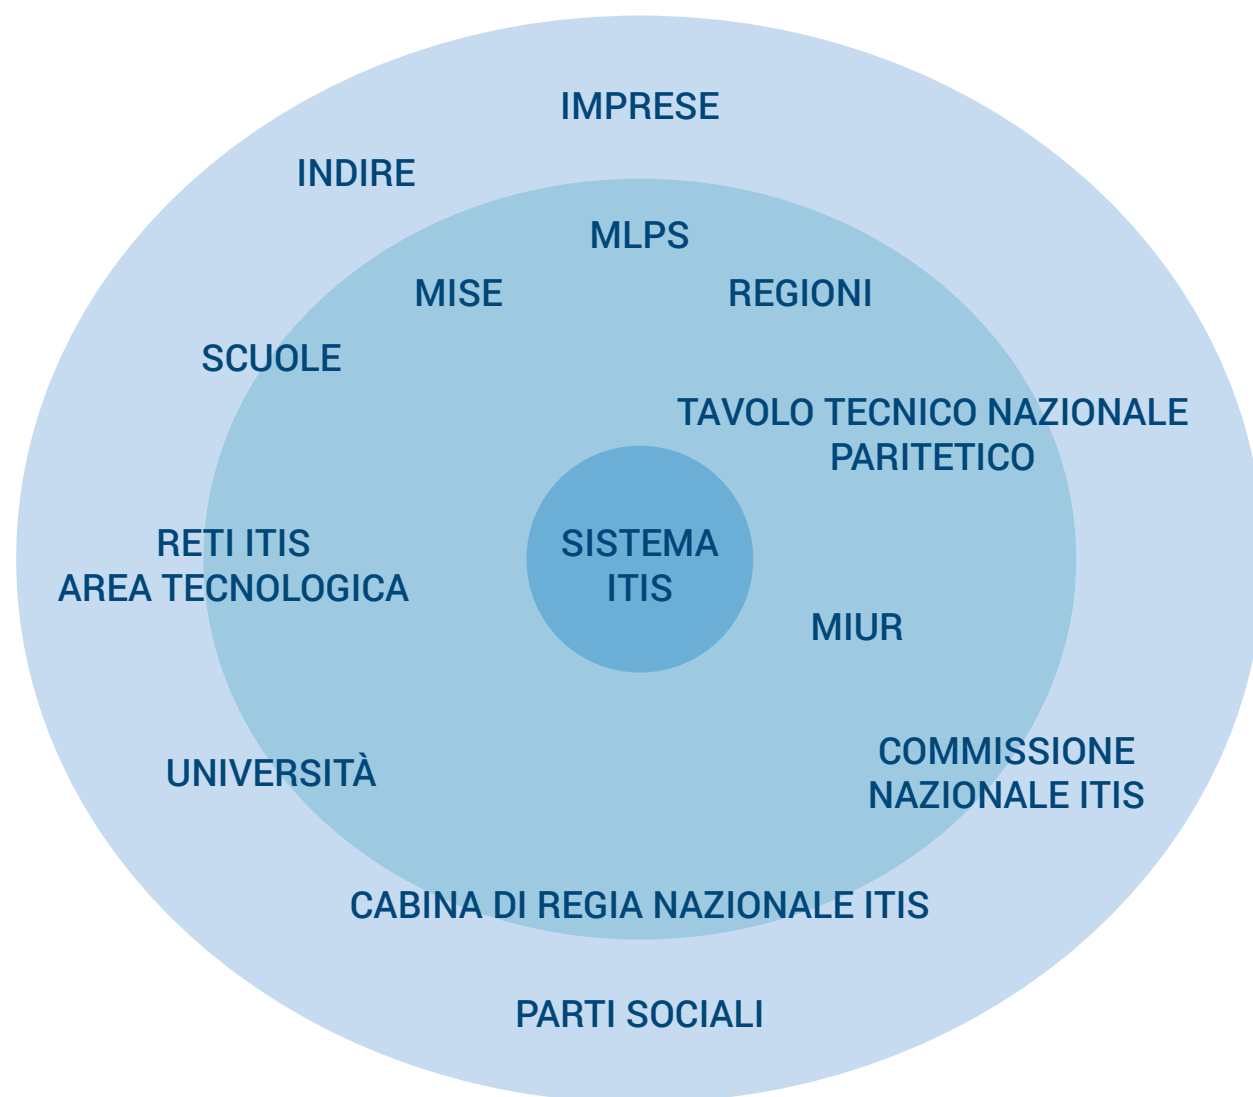 IMPRESE
INDIRE
MLPS
MISE
REGIONI
SCUOLE
TAVOLO TECNICO NAZIONALE
PARITETICO
RETI ITIS
AREA TECNOLOGICA
SISTEMA
ITIS
MIUR
UNIVERSITÀ
COMMISSIONE
NAZIONALE ITIS
CABINA DI REGIA NAZIONALE ITIS
PARTI SOCIALI